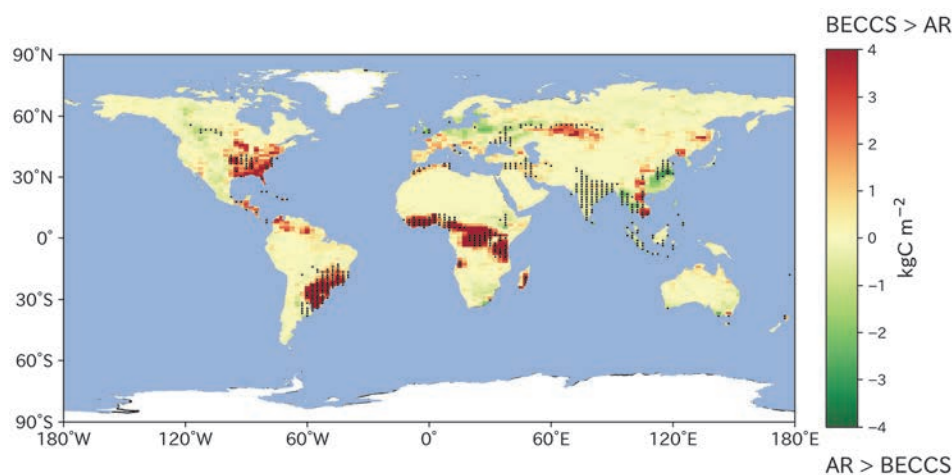 BECCS > AR
90˚N
60˚N
30˚N
0˚
30˚S
60˚S
90˚S
180˚W
120˚W
60˚W
0˚
60˚E
120˚E
180˚E
4
3
2
1
0
−1
−2
−3
−4
kgC m⁻²
AR > BECCS